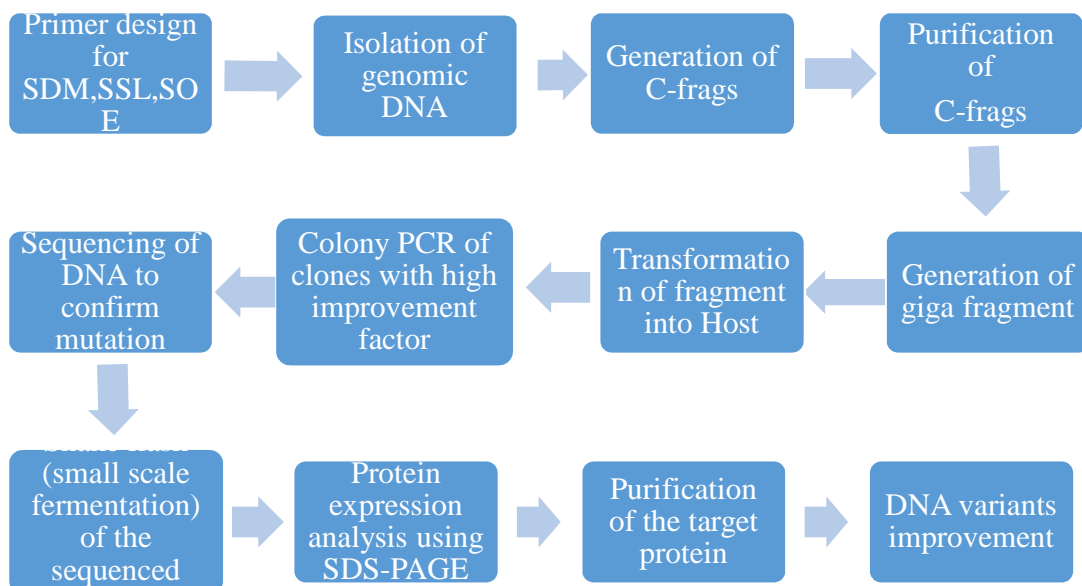 Primer design
for
SDM,SSL,SO
E
Isolation of
genomic
DNA
Generation of
C-frags
Purification
of
C-frags
Generation of
giga fragment
Transformatio
n of fragment
into Host
Colony PCR of
clones with high
improvement
factor
Sequencing of
DNA to
confirm
mutation
(small scale
fermentation)
of the
sequenced
Protein
expression
analysis using
SDS-PAGE
Purification
of the target
protein
DNA variants
improvement